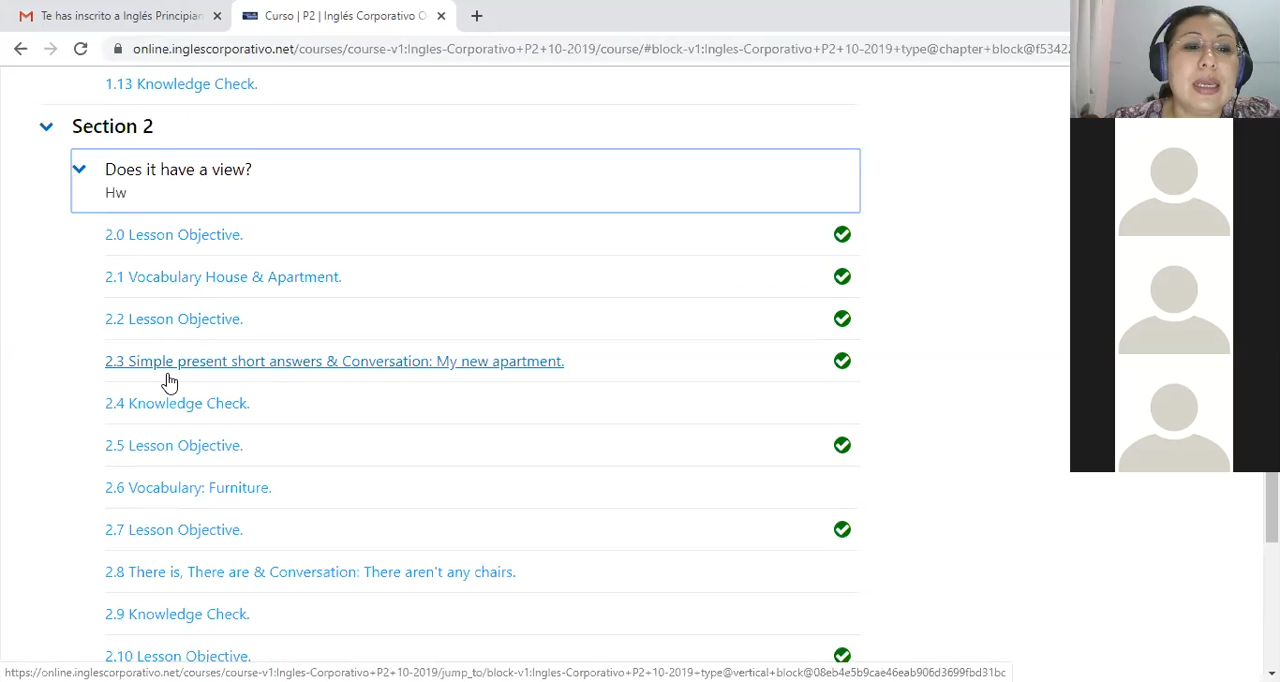 Te has inscrito a Inglés Principian
Curso | P2 | Inglés Corporativo O
online.inglescorporativo.net/courses/course-v1:Ingles-Corporativo+P2+10-2019/course/#block-v1:Ingles-Corporativo+P2+10-2019+type@chapter+block@f5342
1.13 Knowledge Check.
Section 2
Does it have a view?
Hw
2.0 Lesson Objective.
2.1 Vocabulary House & Apartment.
2.2 Lesson Objective.
2.3 Simple present short answers & Conversation: My new apartment.
2.4 Knowledge Check.
2.5 Lesson Objective.
2.6 Vocabulary: Furniture.
2.7 Lesson Objective.
2.8 There is, There are & Conversation: There aren't any chairs.
2.9 Knowledge Check.
2.10 Lesson Objective.
https://online.inglescorporativo.net/courses/course-v1:Ingles-Corporativo+P2+10-2019/jump_to/block-v1:Ingles-Corporativo+P2+10-2019+type@vertical+block@08eb4e5b9cae46eab906d3699fbd31bc